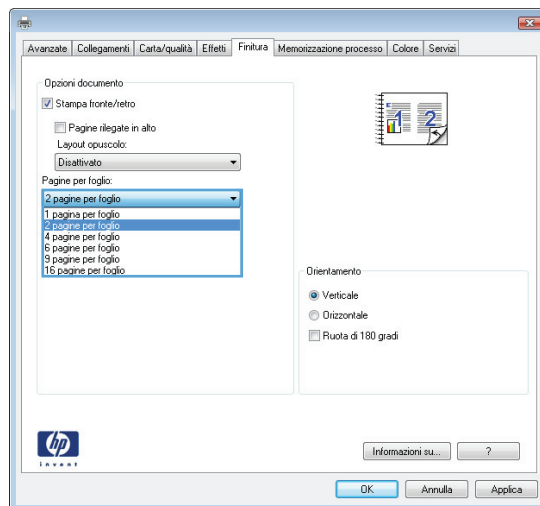 Avanzate Collegamenti Carta/qualità Effetti Finitura Memorizzazione processo Colore Servizi
Opzioni documento
Stampa fronte/retro
Pagine rilegate in alto
Layout opuscolo:
Disattivato
Pagine per foglio:
2 pagine per foglio
1 pagina per foglio
2 pagine per foglio
4 pagine per foglio
6 pagine per foglio
9 pagine per foglio
16 pagine per foglio
1 2
Orientamento
Verticale
Orizzontale
Ruota di 180 gradi
hp
invent
Informazioni su... ?
OK Annulla Applica